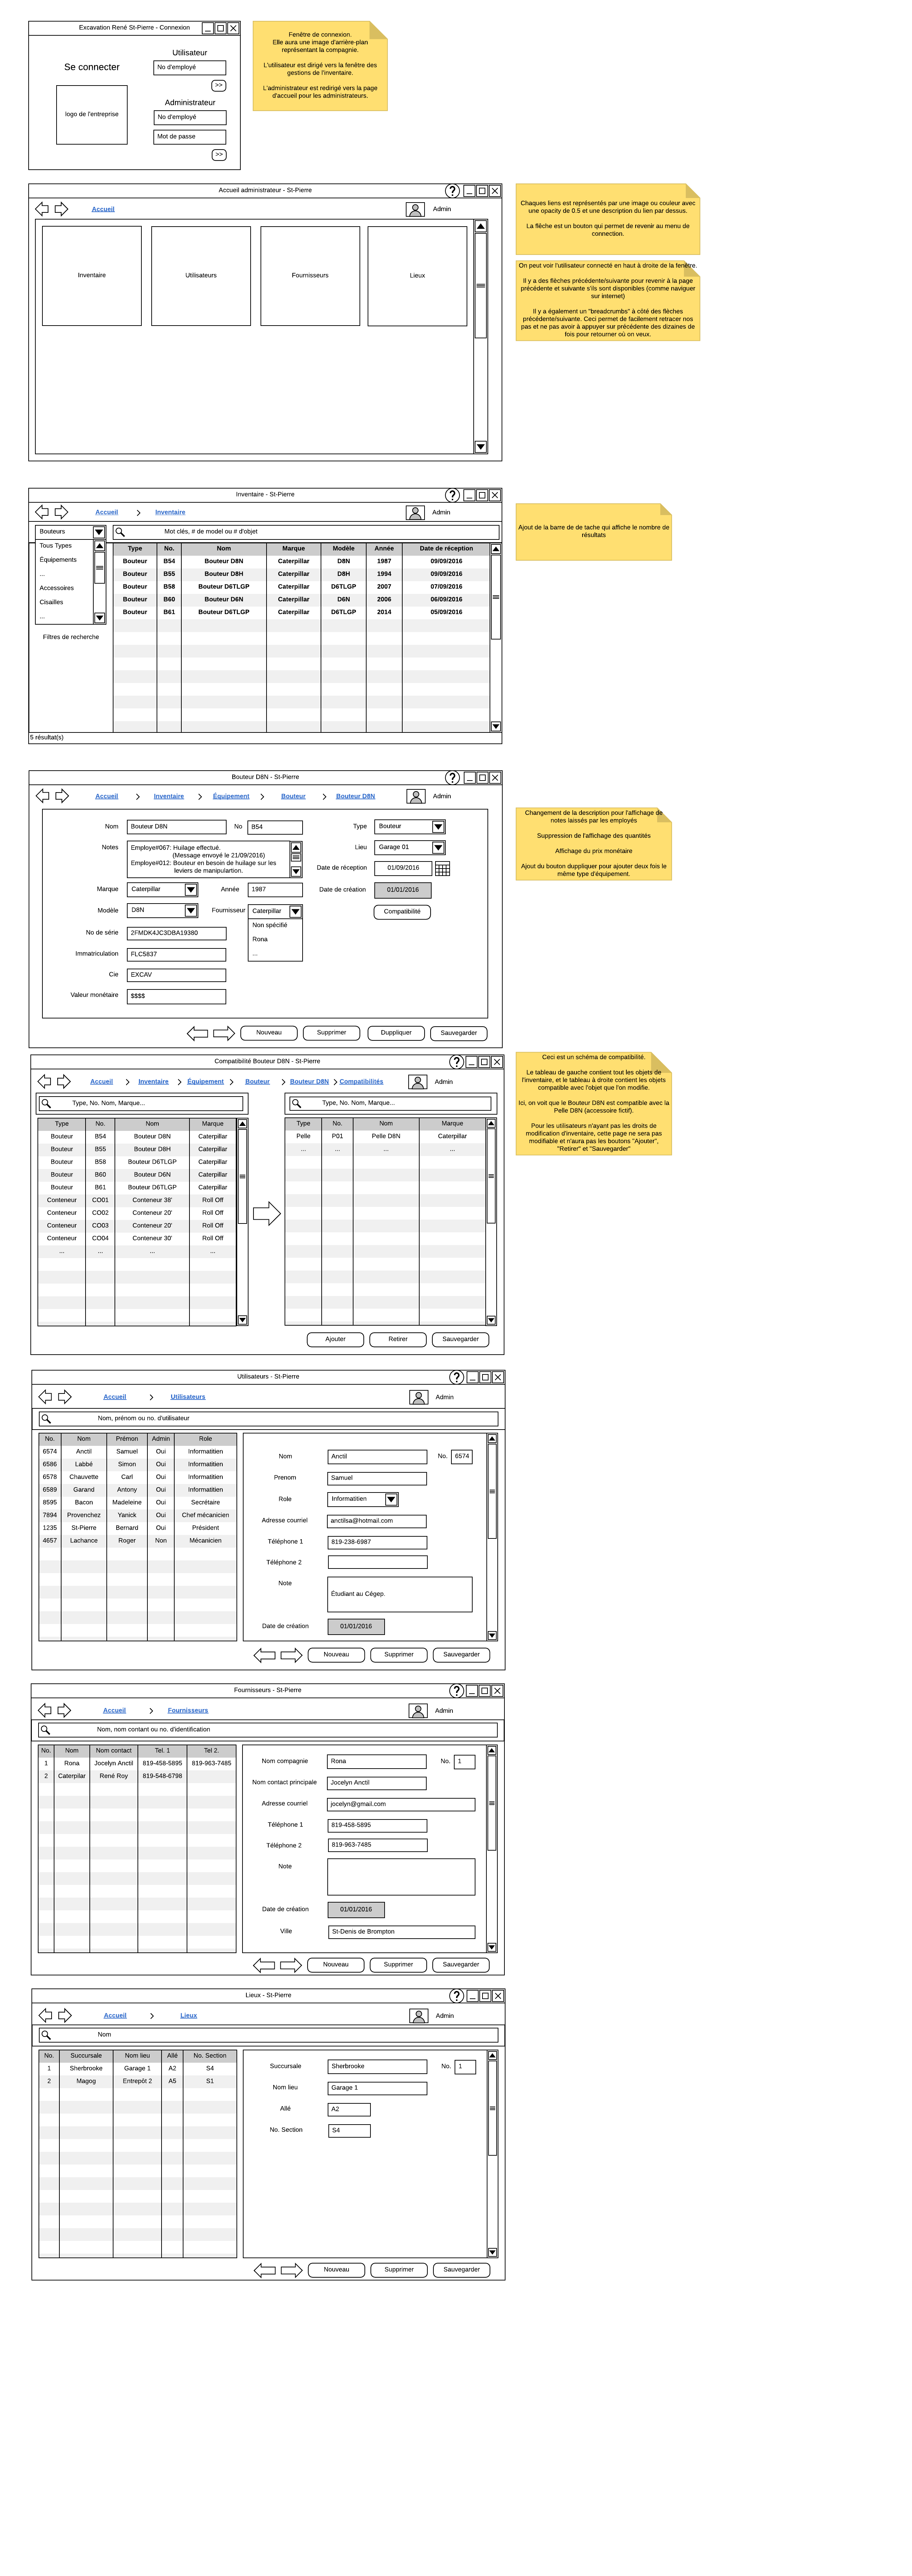 Excavation René St-Pierre - Connexion
Se connecter
logo de l'entreprise
Utilisateur
No d'employé
>>
Administrateur
No d'employé
Mot de passe
>>
Fenêtre de connexion.
Elle aura une image d'arrière-plan
représentant la compagnie.
L'utilisateur est dirigé vers la fenêtre des
gestions de l'inventaire.
L'administrateur est redirigé vers la page
d'accueil pour les administrateurs.
Accueil administrateur - St-Pierre
?
Accueil
Admin
Inventaire
Utilisateurs
Fournisseurs
Lieux
Chaques liens est représentés par une image ou couleur avec
une opacity de 0.5 et une description du lien par dessus.
La flêche est un bouton qui permet de revenir au menu de
connection.
On peut voir l'utilisateur connecté en haut à droite de la fenêtre.
Il y a des flèches précédente/suivante pour revenir à la page
précédente et suivante s'ils sont disponibles (comme naviguer
sur internet)
Il y a également un "breadcrumbs" à côté des flèches
précédente/suivante. Ceci permet de facilement retracer nos
pas et ne pas avoir à appuyer sur précédente des dizaines de
fois pour retourner où on veux.
Inventaire - St-Pierre
?
Accueil > Inventaire
Admin
Bouteurs
Tous Types
Équipements
...
Accessoires
Cisailles
...
Filtres de recherche
Mot clés, # de model ou # d'objet
Type No. Nom Marque Modèle Année Date de réception
Bouteur B54 Bouteur D8N Caterpillar D8N 1987 09/09/2016
Bouteur B55 Bouteur D8H Caterpillar D8H 1994 09/09/2016
Bouteur B58 Bouteur D6TLGP Caterpillar D6TLGP 2007 07/09/2016
Bouteur B60 Bouteur D6N Caterpillar D6N 2006 06/09/2016
Bouteur B61 Bouteur D6TLGP Caterpillar D6TLGP 2014 05/09/2016
5 résultat(s)
Ajout de la barre de tache qui affiche le nombre de
résultats
Bouteur D8N - St-Pierre
?
Accueil > Inventaire > Équipement > Bouteur > Bouteur D8N
Admin
Nom Bouteur D8N No B54 Type Bouteur
Notes Employe#067: Huilage effectué.
(Message envoyé le 21/09/2016)
Employe#012: Bouteur en besoin de huilage sur les
leviers de manipulartion.
Lieu Garage 01
Date de réception 01/09/2016
Marque Caterpillar Année 1987 Date de création 01/01/2016
Modèle D8N Fournisseur Caterpillar Compatibilité
Non spécifié
Rona
...
No de série 2FMDK4JC3DBA19380
Immatriculation FLC5837
Cie EXCAV
Valeur monétaire $$$$
Nouveau Supprimer Duppliquer Sauvegarder
Changement de la description pour l'affichage de
notes laissés par les employés
Suppression de l'affichage des quantités
Affichage du prix monétaire
Ajout du bouton duppliquer pour ajouter deux fois le
même type d'équipement.
Compatibilité Bouteur D8N - St-Pierre
?
Accueil > Inventaire > Équipement > Bouteur > Bouteur D8N > Compatibilités
Admin
Type, No. Nom, Marque...
Type No. Nom Marque
Bouteur B54 Bouteur D8N Caterpillar
Bouteur B55 Bouteur D8H Caterpillar
Bouteur B58 Bouteur D6TLGP Caterpillar
Bouteur B60 Bouteur D6N Caterpillar
Bouteur B61 Bouteur D6TLGP Caterpillar
Conteneur CO01 Conteneur 38' Roll Off
Conteneur CO02 Conteneur 20' Roll Off
Conteneur CO03 Conteneur 20' Roll Off
Conteneur CO04 Conteneur 30' Roll Off
... ... ... ...
Type, No. Nom, Marque...
Type No. Nom Marque
Pelle P01 Pelle D8N Caterpillar
... ... ... ...
Ajouter Retirer Sauvegarder
Ceci est un schéma de compatibilité.
Le tableau de gauche contient tout les objets de
l'inventaire, et le tableau à droite contient les objets
compatible avec l'objet que l'on modifie.
Ici, on voit que le Bouteur D8N est compatible avec la
Pelle D8N (accessoire fictif).
Pour les utilisateurs n'ayant pas les droits de
modification d'inventaire, cette page ne sera pas
modifiable et n'aura pas les boutons "Ajouter",
"Retirer" et "Sauvegarder"
Utilisateurs - St-Pierre
?
Accueil > Utilisateurs
Admin
Nom, prénom ou no. d'utilisateur
No. Nom Prémon Admin Role
6574 Anctil Samuel Oui Informatitien
6586 Labbé Simon Oui Informatitien
6578 Chauvette Carl Oui Informatitien
6589 Garand Antony Oui Informatitien
8595 Bacon Madeleine Oui Secrétaire
7894 Provenchez Yanick Oui Chef mécanicien
1235 St-Pierre Bernard Oui Président
4657 Lachance Roger Non Mécanicien
Nom Anctil No. 6574
Prenom Samuel
Role Informatitien
Adresse courriel anctilsa@hotmail.com
Téléphone 1 819-238-6987
Téléphone 2
Note Étudiant au Cégep.
Date de création 01/01/2016
Nouveau Supprimer Sauvegarder
Fournisseurs - St-Pierre
?
Accueil > Fournisseurs
Admin
Nom, nom contant ou no. d'identification
No. Nom Nom contact Tel. 1 Tel 2.
1 Rona Jocelyn Anctil 819-458-5895 819-963-7485
2 Caterpilar René Roy 819-548-6798
Nom compagnie Rona No. 1
Nom contact principale Jocelyn Anctil
Adresse courriel jocelyn@gmail.com
Téléphone 1 819-458-5895
Téléphone 2 819-963-7485
Note
Date de création 01/01/2016
Ville St-Denis de Brompton
Nouveau Supprimer Sauvegarder
Lieux - St-Pierre
?
Accueil > Lieux
Admin
Nom
No. Succursale Nom lieu Allé No. Section
1 Sherbrooke Garage 1 A2 S4
2 Magog Entrepôt 2 A5 S1
Succursale Sherbrooke No. 1
Nom lieu Garage 1
Allé A2
No. Section S4
Nouveau Supprimer Sauvegarder